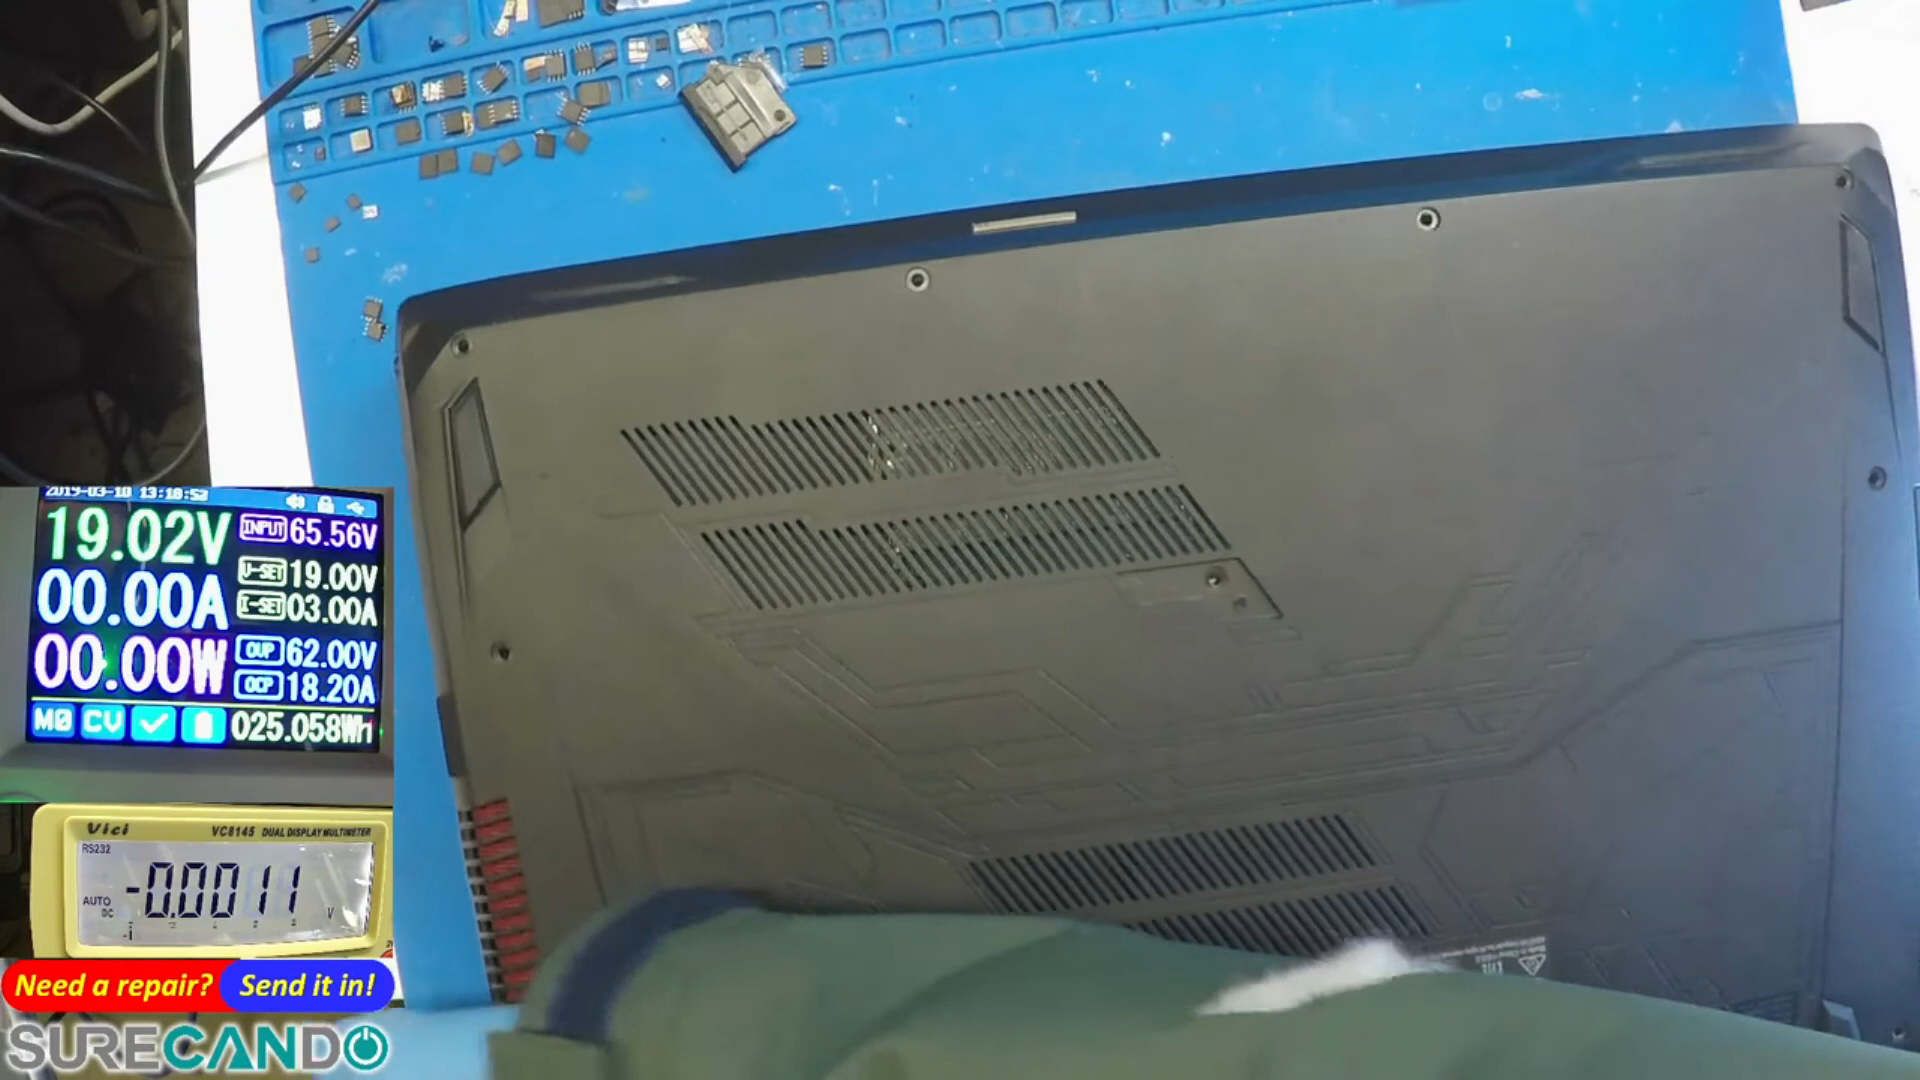 2019-03-10 13:18:53
19.02V
INPUT 65.56V
V-SET 19.00V
00.00A
I-SET 03.00A
00.00W
OVP 62.00V
OCP 18.20A
M0 CV 025.058Wh
Vici VC8145 DUAL DISPLAY MULTIMETER
RS232
AUTO
DC
-0.0011 V
Need a repair? Send it in!
SURECANDO